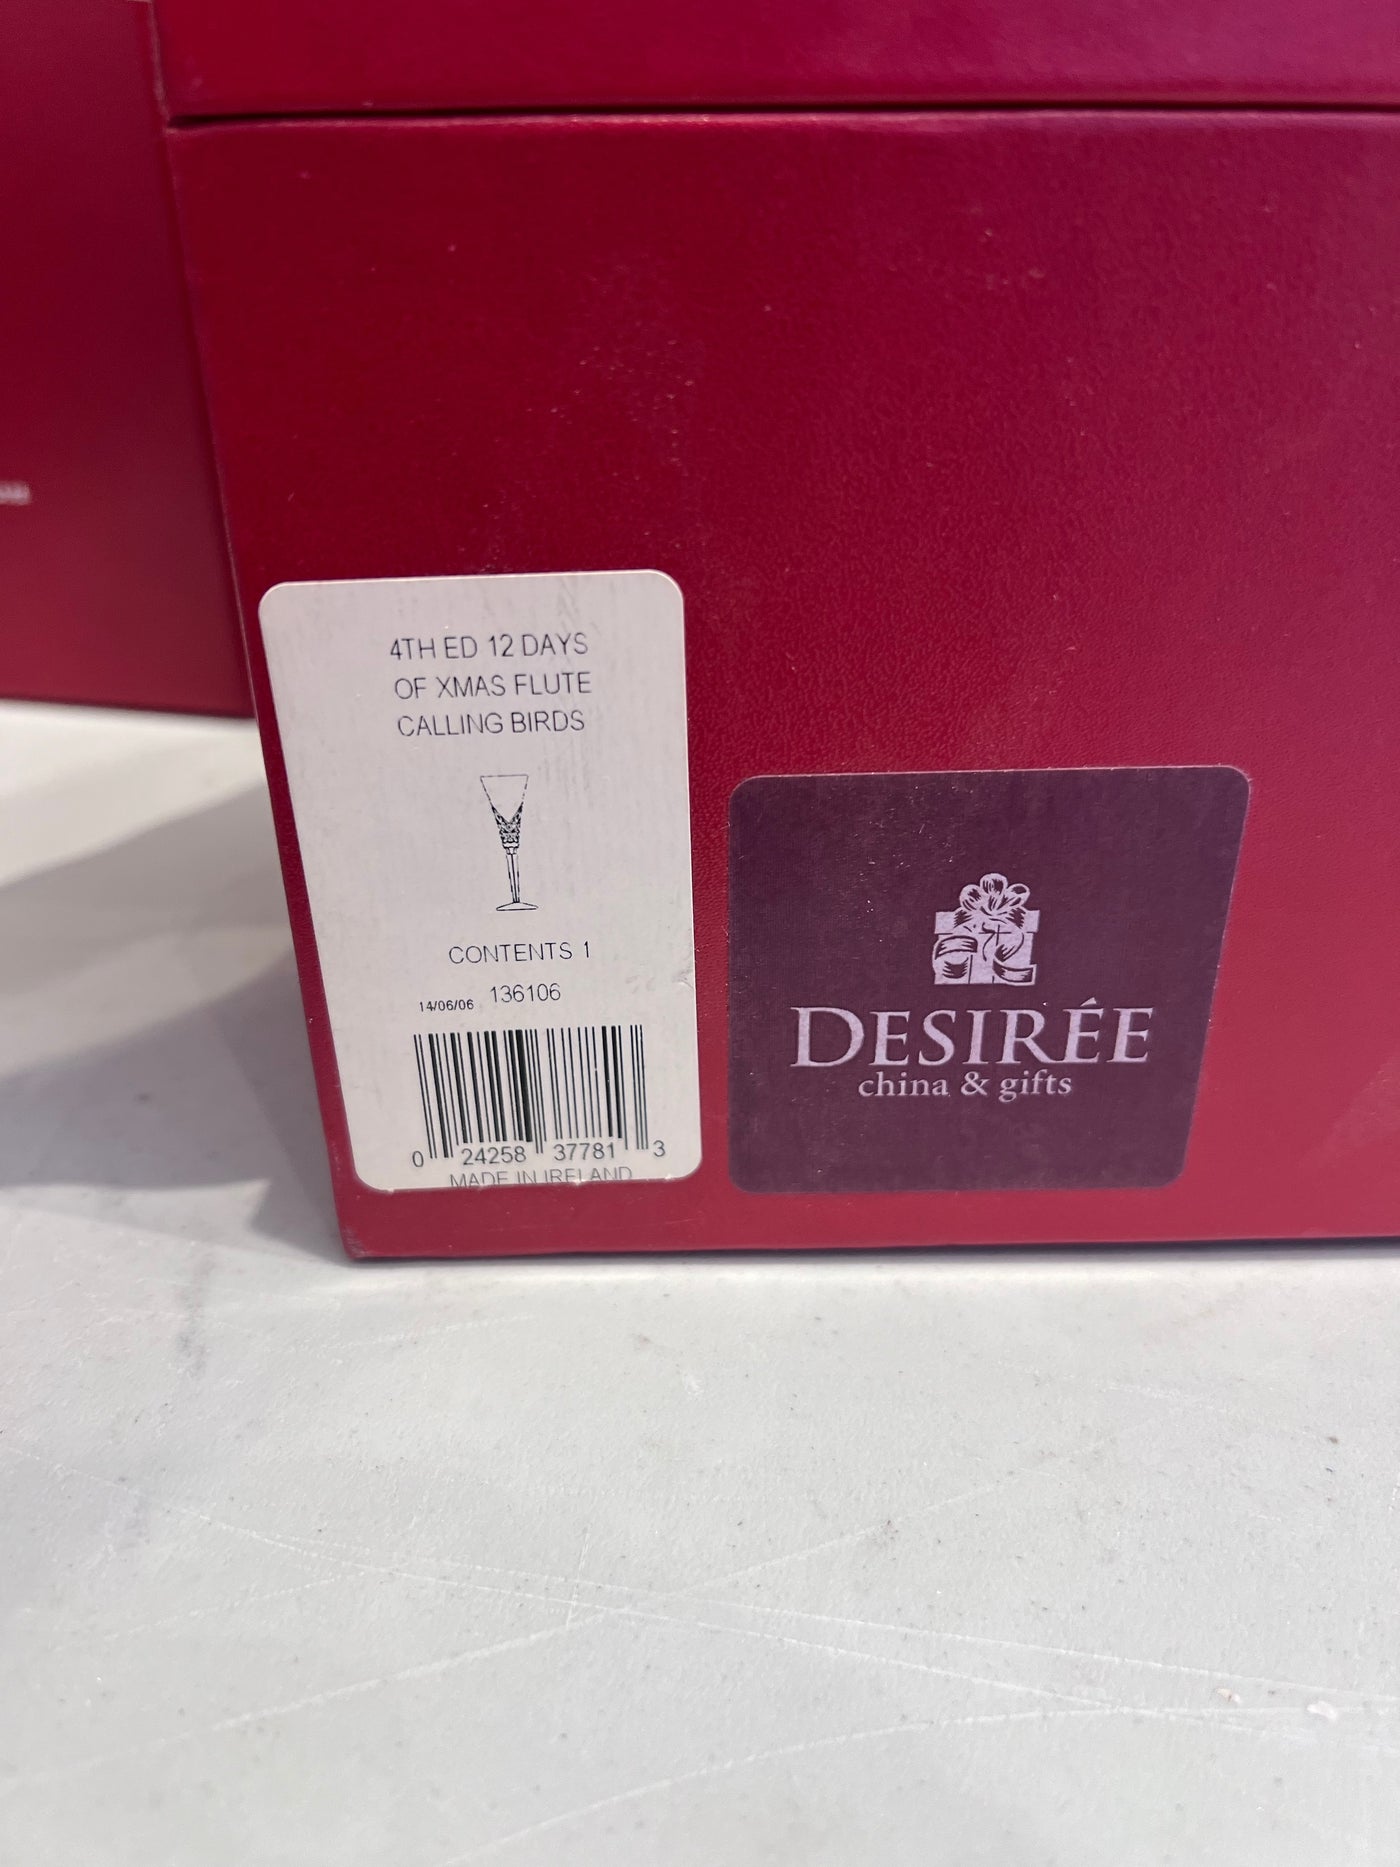 4TH ED 12 DAYS
OF XMAS FLUTE
CALLING BIRDS
CONTENTS 1
14/06/06 136106
0 24258 37781 3
MADE IN IRELAND
DESIRÉE
china & gifts